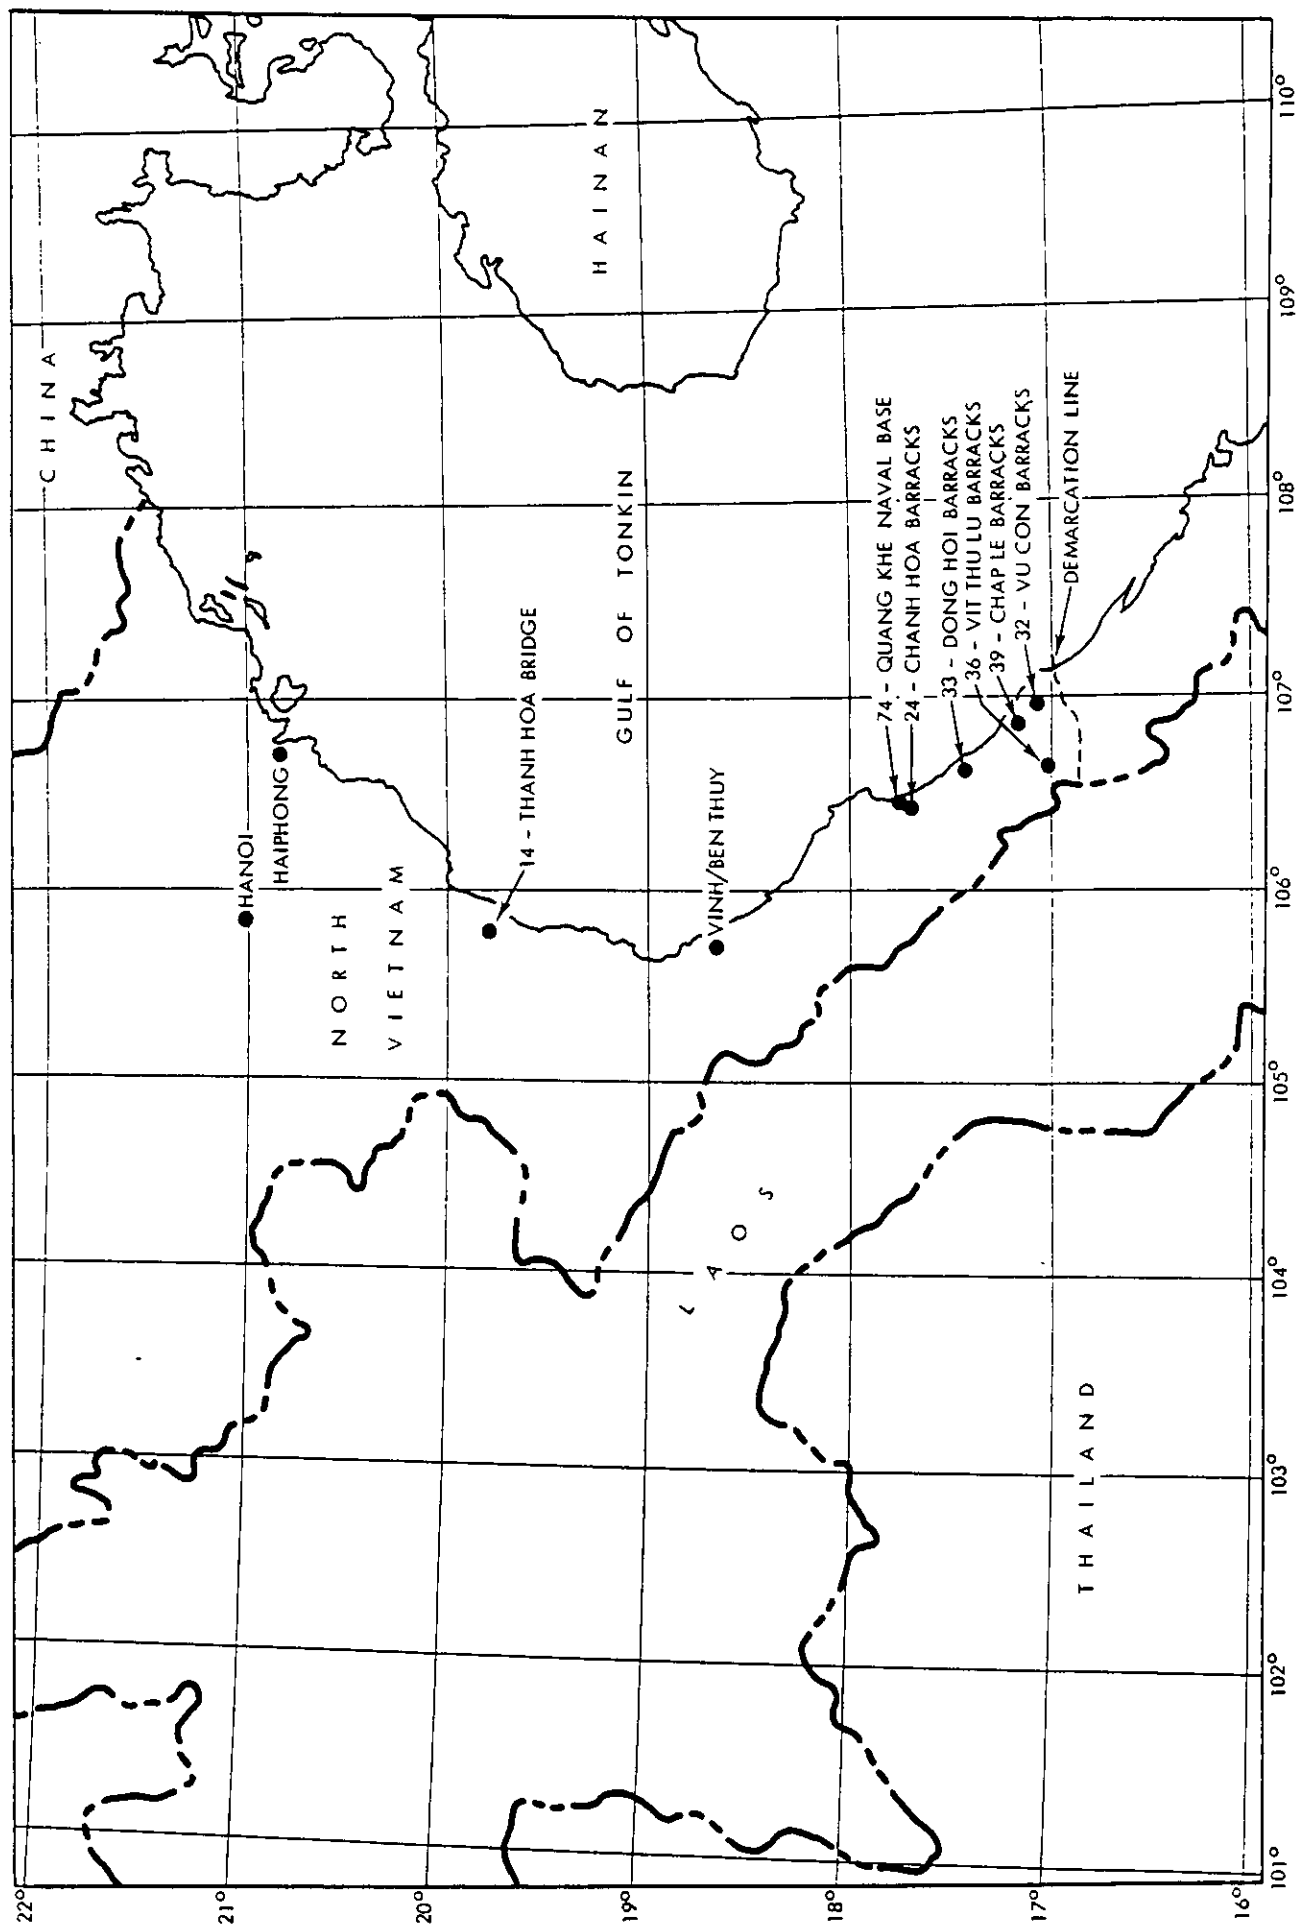 CHINA
HANOI
HAIPHONG
NORTH
VIETNAM
14 - THANH HOA BRIDGE
HAINAN
GULF OF TONKIN
VINH/BEN THUY
LAOS
74 - QUANG KHE NAVAL BASE
24 - CHANH HOA BARRACKS
33 - DONG HOI BARRACKS
36 - VIT THU LU BARRACKS
39 - CHAP LE BARRACKS
32 - VU CON BARRACKS
DEMARCATION LINE
THAILAND
22°
21°
20°
19°
18°
17°
16°
101°
102°
103°
104°
105°
106°
107°
108°
109°
110°